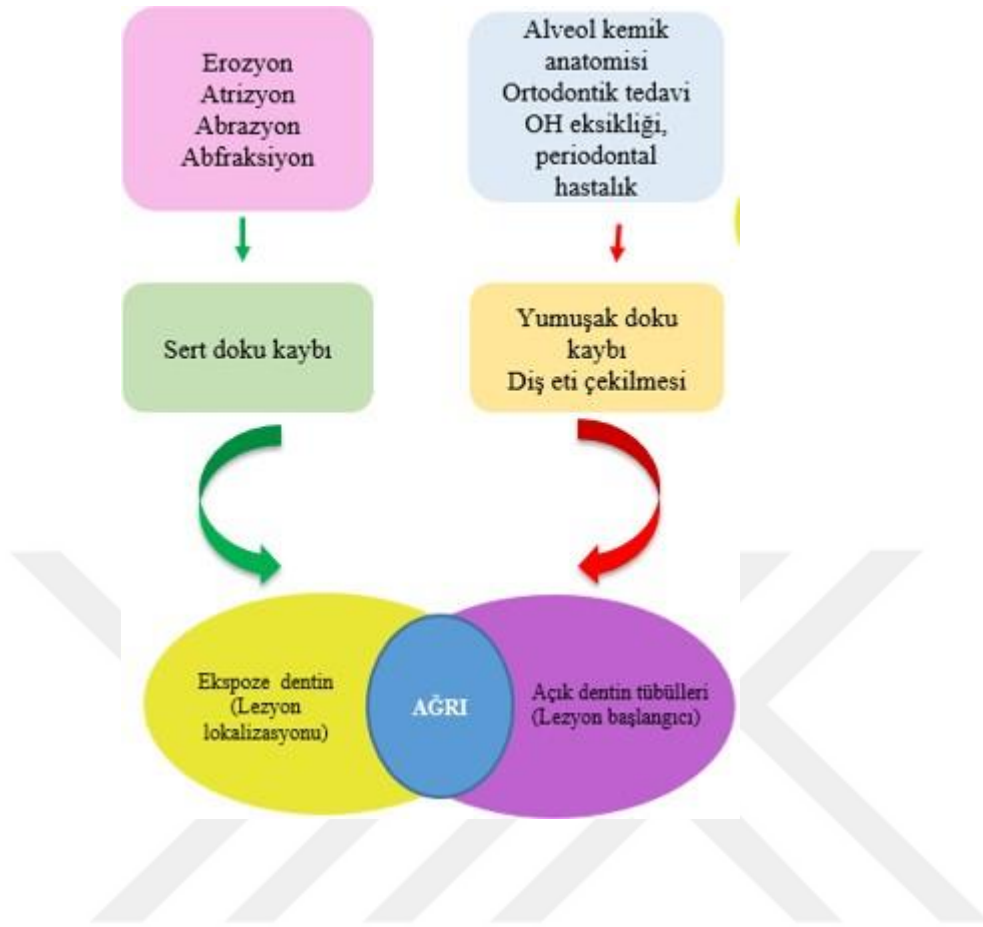 Erozyon
Atrizyon
Abrazyon
Abfraksiyon
Alveol kemik
anatomisi
Ortodontik tedavi
OH eksikliği,
periodontal
hastalık
Sert doku kaybı
Yumuşak doku
kaybı
Diş eti çekilmesi
Ekspoze dentin
(Lezyon
lokalizasyonu)
AĞRI
Açık dentin tübülleri
(Lezyon başlangıcı)